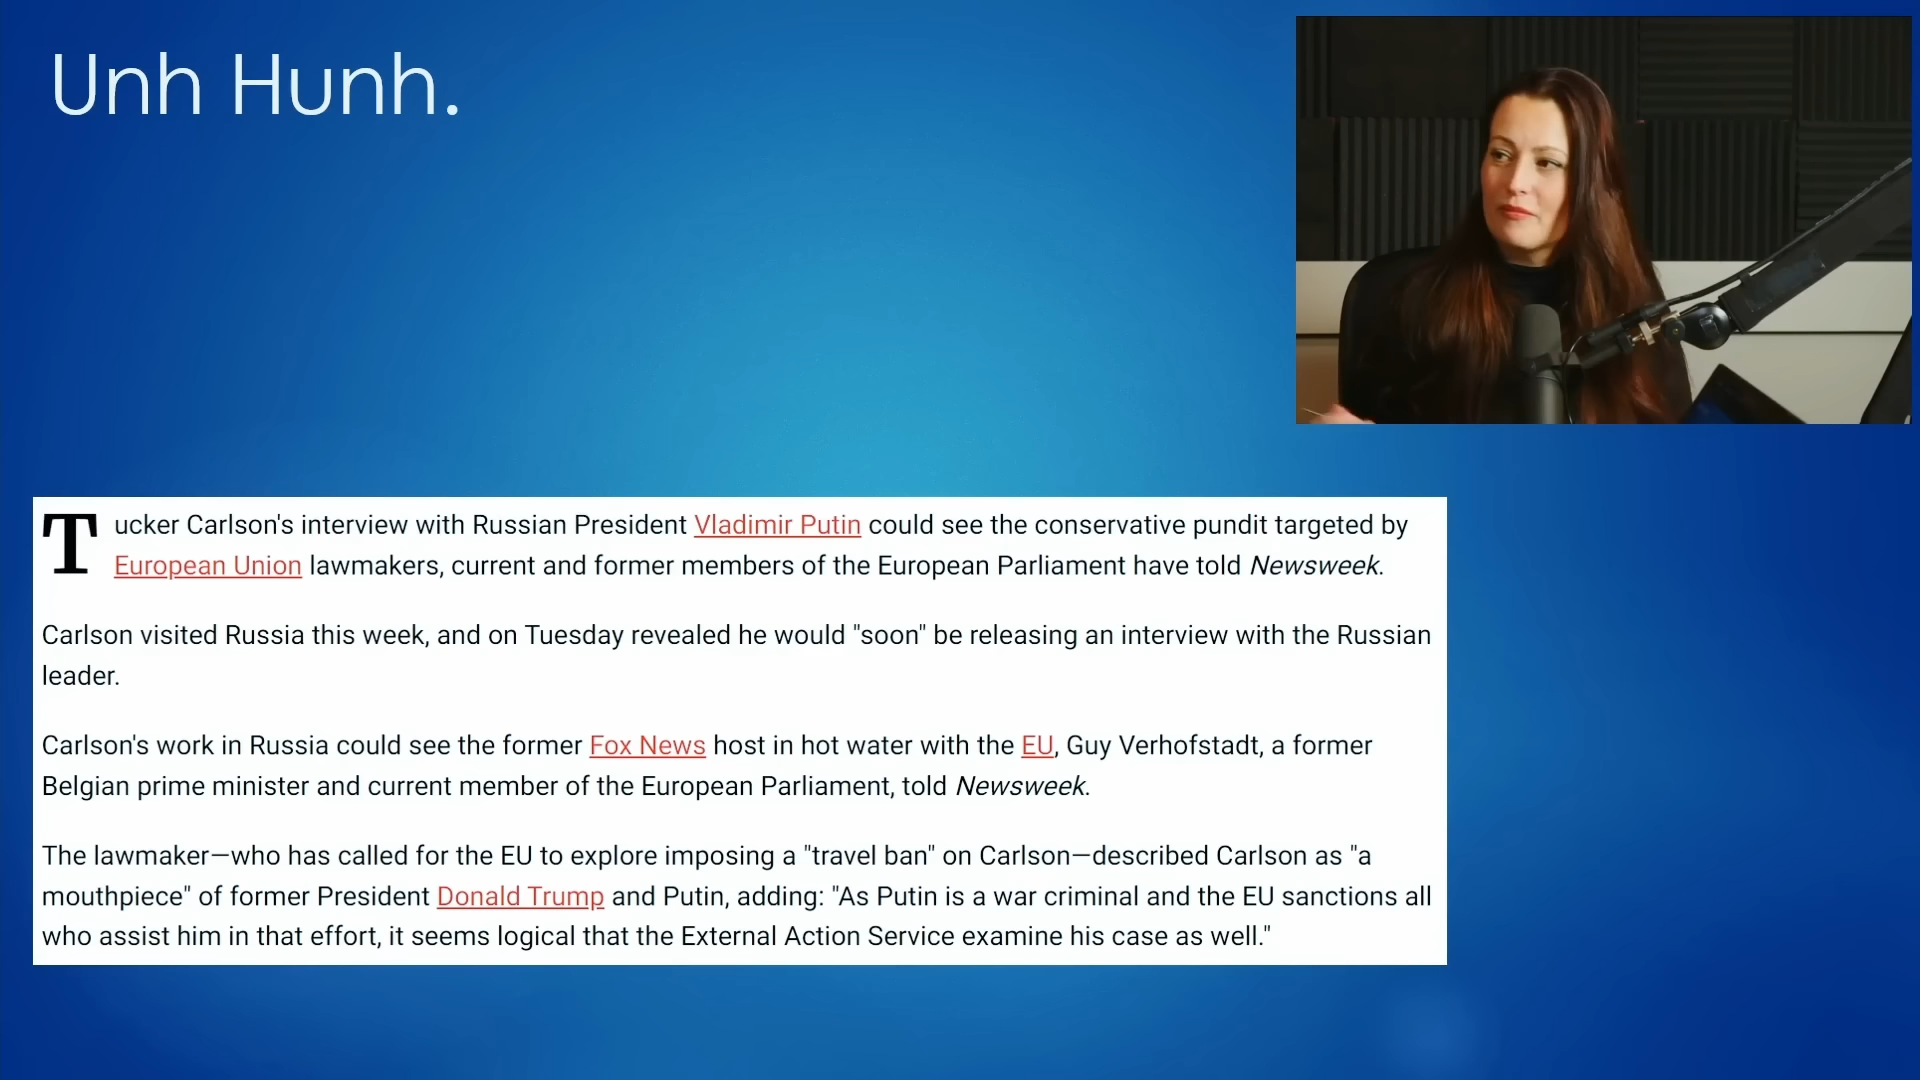 Unh Hunh.
Tucker Carlson's interview with Russian President Vladimir Putin could see the conservative pundit targeted by
European Union lawmakers, current and former members of the European Parliament have told Newsweek.
Carlson visited Russia this week, and on Tuesday revealed he would "soon" be releasing an interview with the Russian
leader.
Carlson's work in Russia could see the former Fox News host in hot water with the EU, Guy Verhofstadt, a former
Belgian prime minister and current member of the European Parliament, told Newsweek.
The lawmaker—who has called for the EU to explore imposing a "travel ban" on Carlson—described Carlson as "a
mouthpiece" of former President Donald Trump and Putin, adding: "As Putin is a war criminal and the EU sanctions all
who assist him in that effort, it seems logical that the External Action Service examine his case as well."